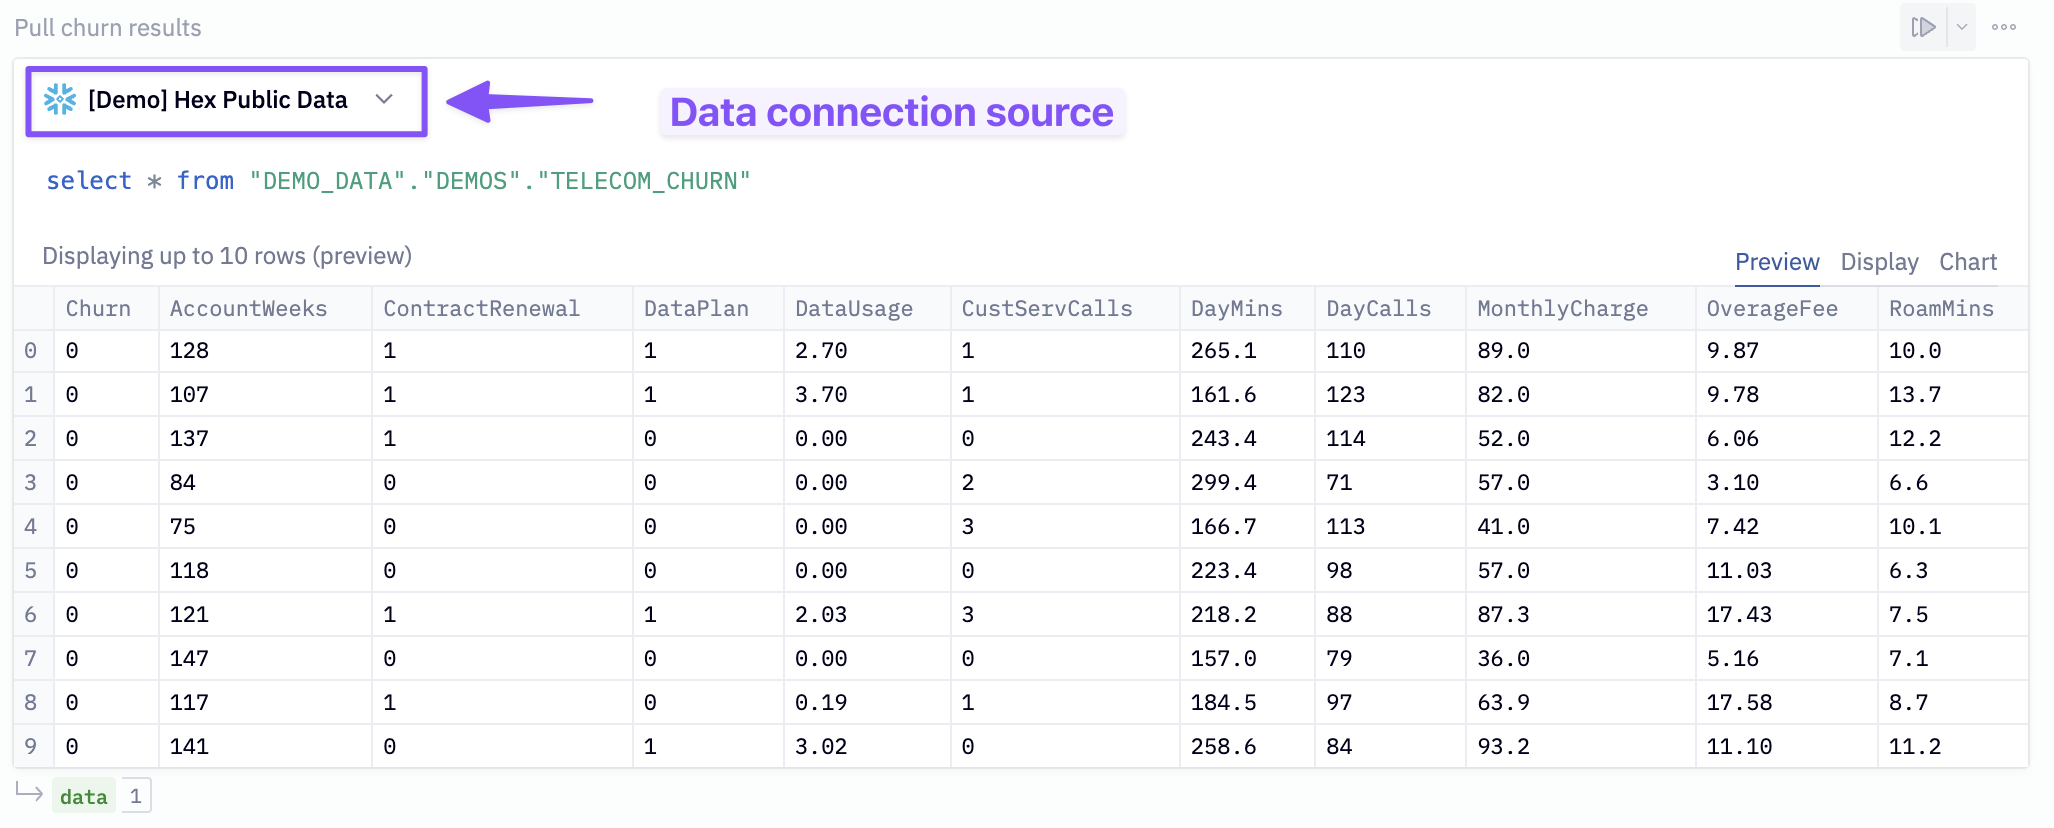 Pull churn results
[Demo] Hex Public Data
Data connection source
select * from "DEMO_DATA"."DEMOS"."TELECOM_CHURN"
Displaying up to 10 rows (preview)
Preview Display Chart
Churn AccountWeeks ContractRenewal DataPlan DataUsage CustServCalls DayMins DayCalls MonthlyCharge OverageFee RoamMins
0 0 128 1 1 2.70 1 265.1 110 89.0 9.87 10.0
1 0 107 1 1 3.70 1 161.6 123 82.0 9.78 13.7
2 0 137 1 0 0.00 0 243.4 114 52.0 6.06 12.2
3 0 84 0 0 0.00 2 299.4 71 57.0 3.10 6.6
4 0 75 0 0 0.00 3 166.7 113 41.0 7.42 10.1
5 0 118 0 0 0.00 0 223.4 98 57.0 11.03 6.3
6 0 121 1 1 2.03 3 218.2 88 87.3 17.43 7.5
7 0 147 0 0 0.00 0 157.0 79 36.0 5.16 7.1
8 0 117 1 0 0.19 1 184.5 97 63.9 17.58 8.7
9 0 141 0 1 3.02 0 258.6 84 93.2 11.10 11.2
data 1